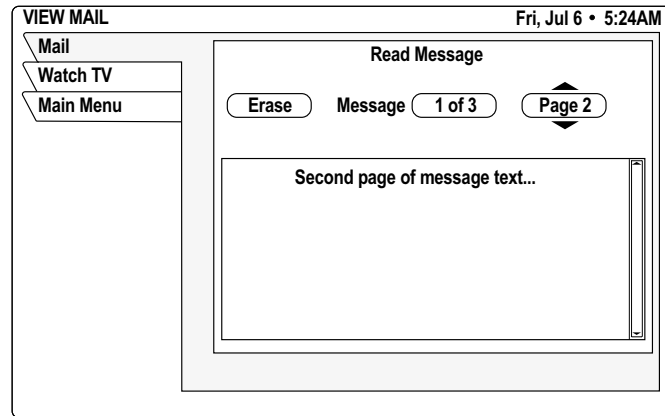 VIEW MAIL Fri, Jul 6 • 5:24AM
Mail
Read Message
Watch TV
Main Menu
Erase Message 1 of 3 Page 2
Second page of message text...